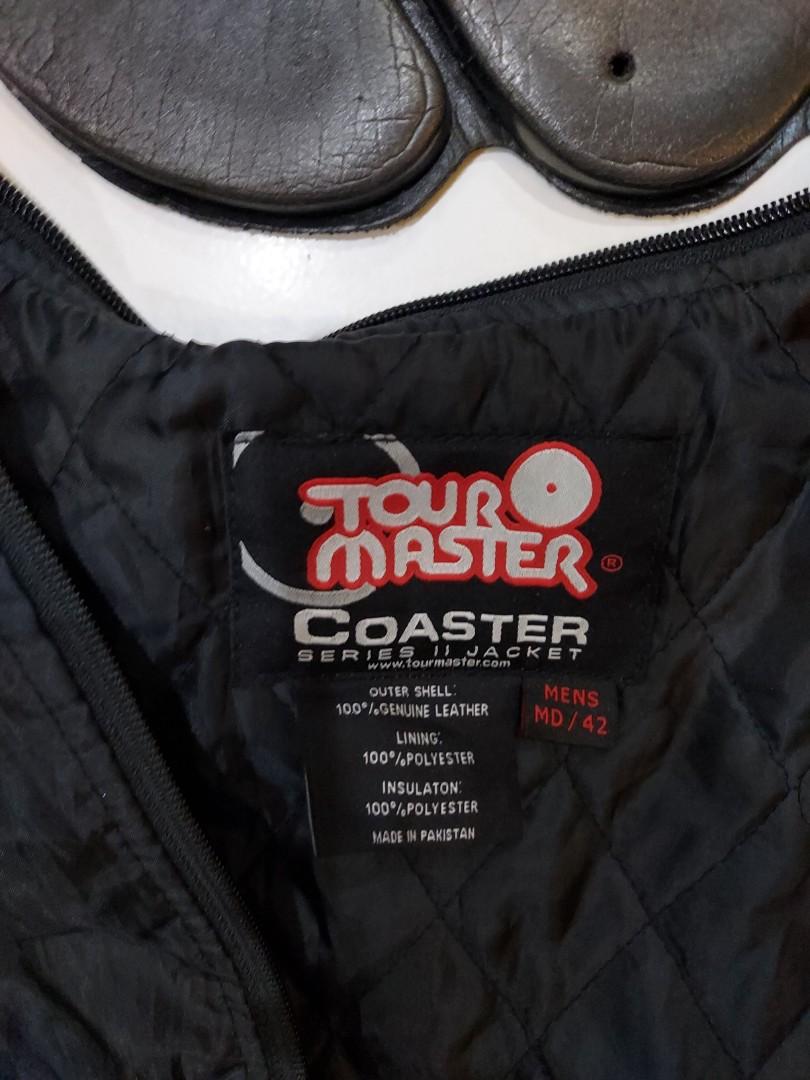 TOUR
MASTER®
COASTER
SERIES II JACKET
www.tourmaster.com
OUTER SHELL:
100%GENUINE LEATHER
LINING:
100%POLYESTER
INSULATON:
100%POLYESTER
MADE IN PAKISTAN
MENS
MD/42